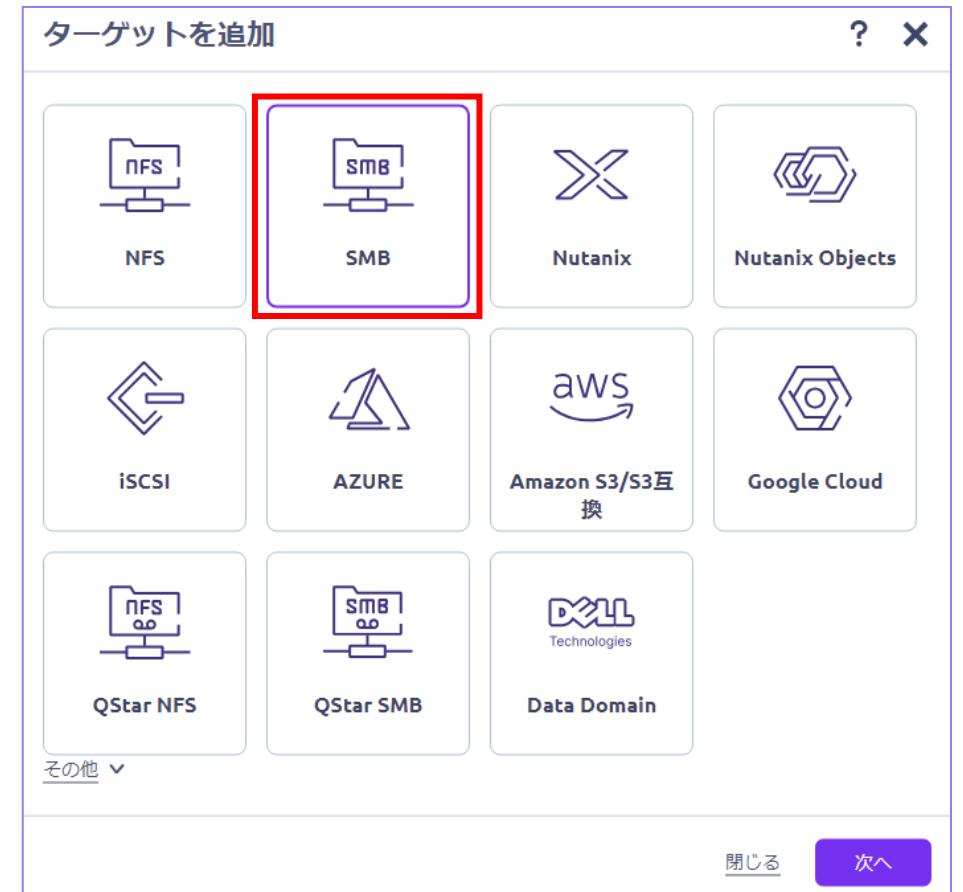 ターゲットを追加 ? ×
NFS SMB
NFS SMB Nutanix Nutanix Objects
aws
iSCSI AZURE Amazon S3/S3互 Google Cloud
換
NFS SMB DELL
Technologies
QStar NFS QStar SMB Data Domain
その他
閉じる 次へ